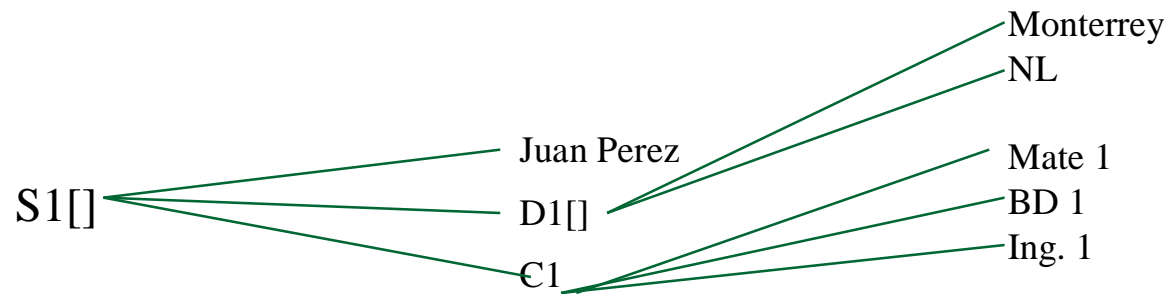 S1[]
Juan Perez
D1[]
C1
Monterrey
NL
Mate 1
BD 1
Ing. 1